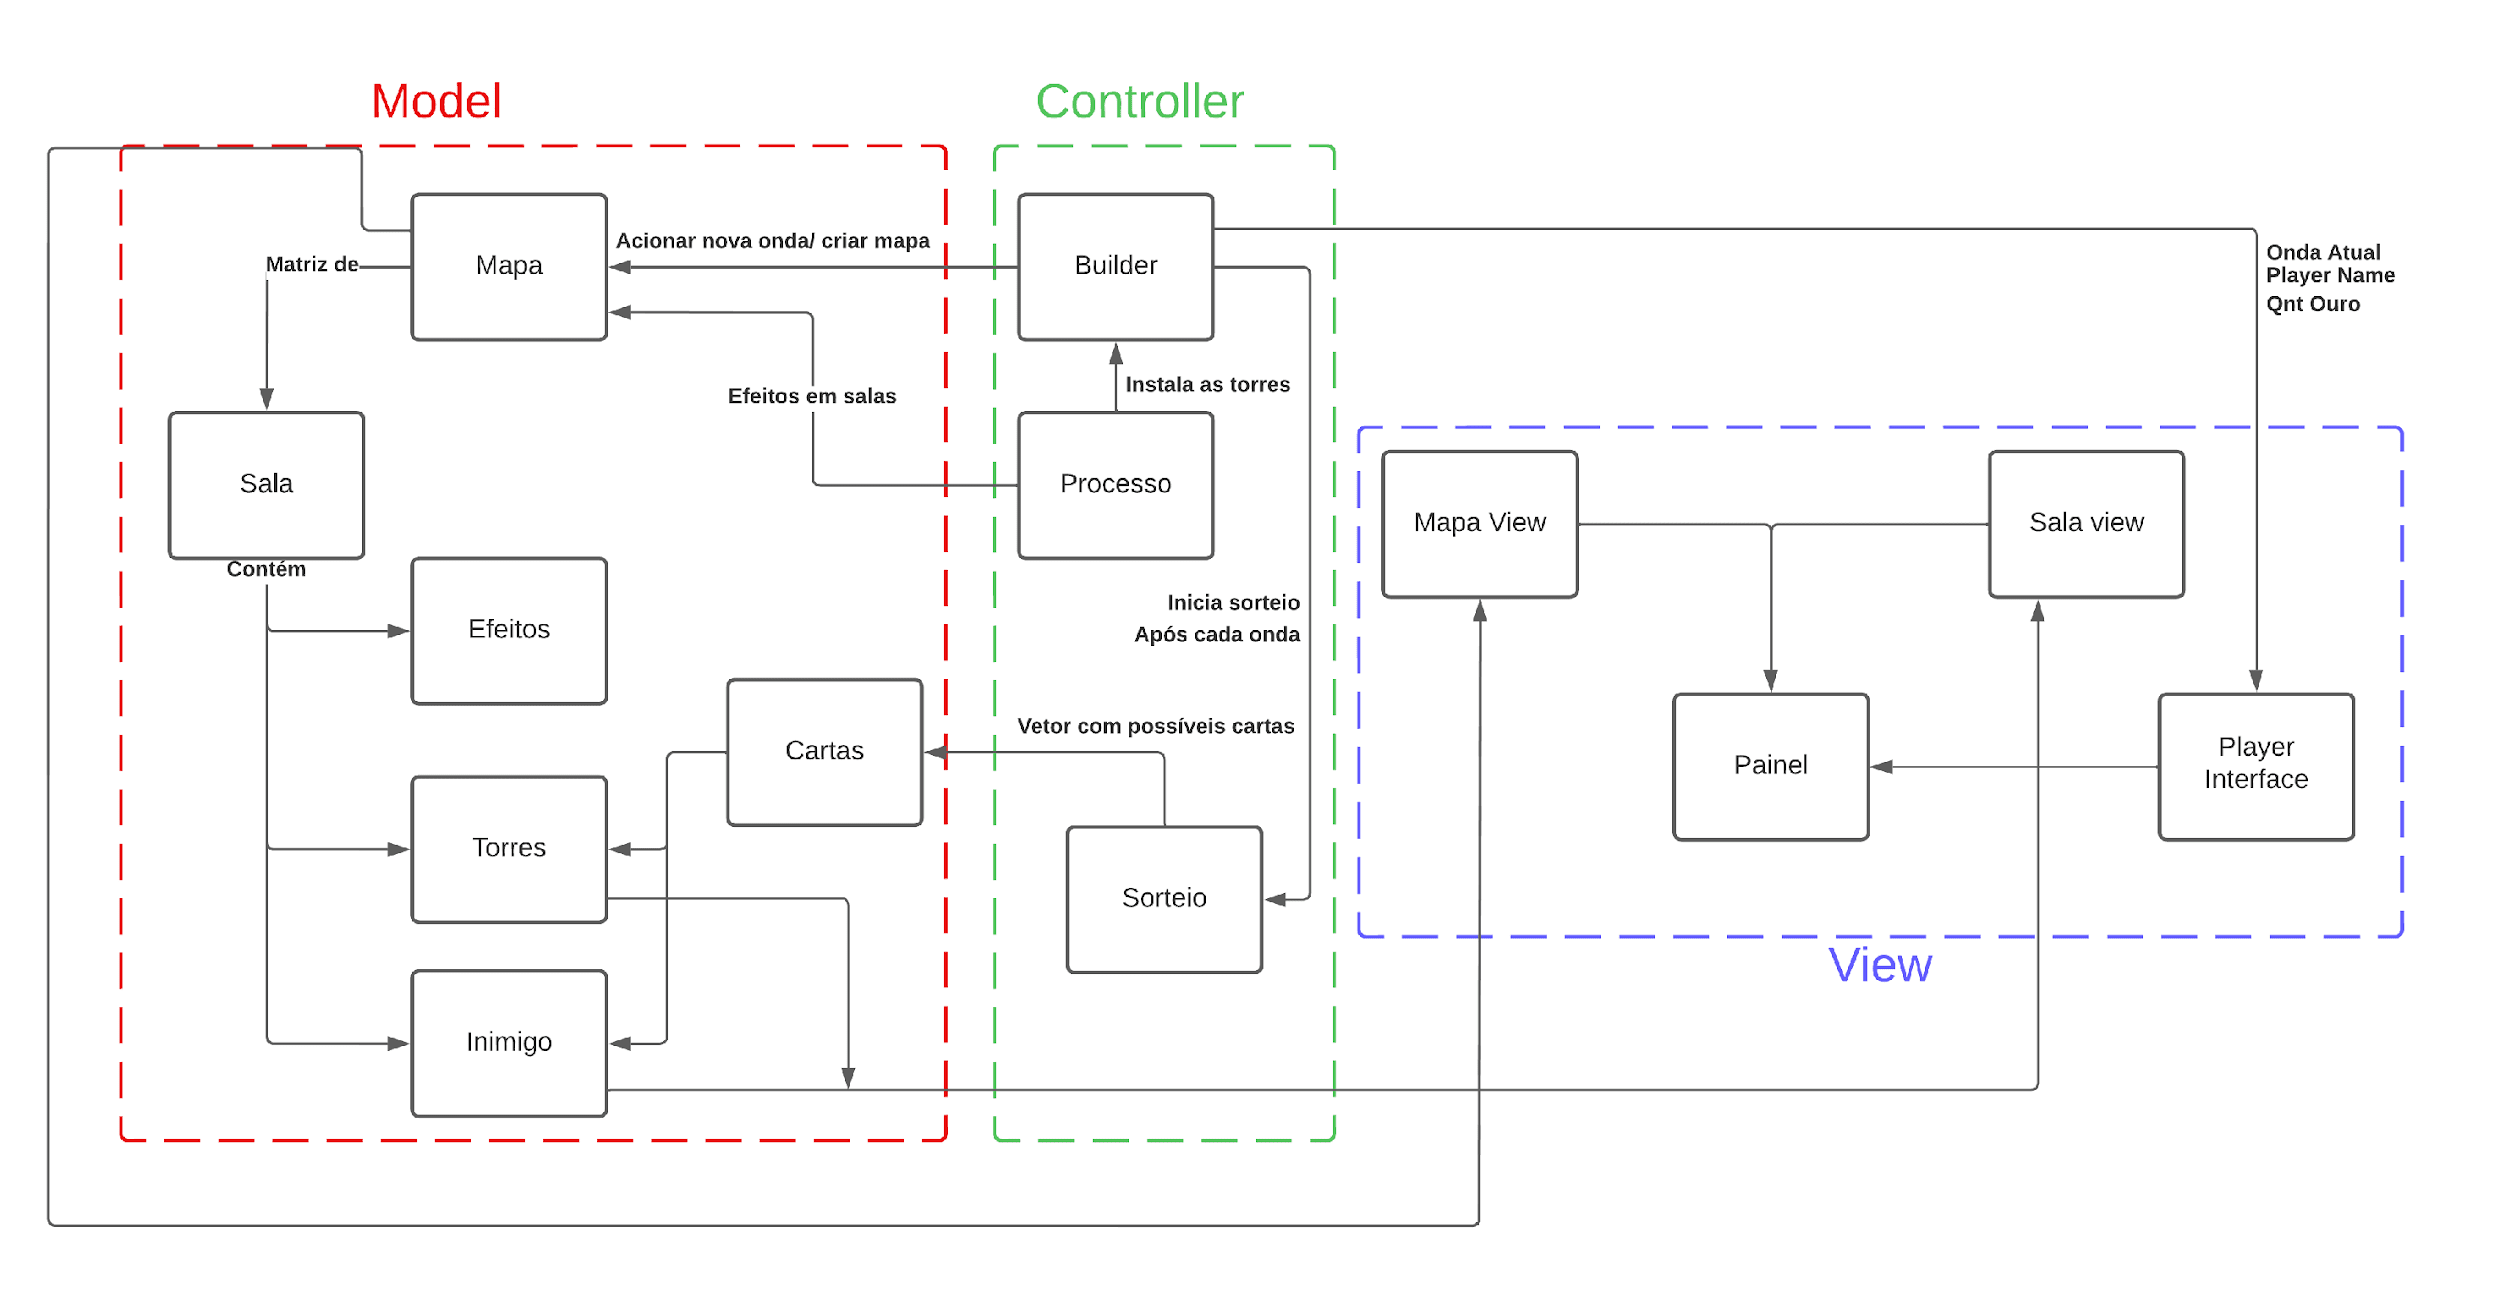 Model
Controller
Mapa
Acionar nova onda/ criar mapa
Builder
Matriz de
Onda Atual
Player Name
Qnt Ouro
Efeitos em salas
Instala as torres
Sala
Processo
Mapa View
Sala view
Contém
Efeitos
Inicia sorteio
Após cada onda
Cartas
Vetor com possíveis cartas
Painel
Player
Interface
Torres
Sorteio
View
Inimigo